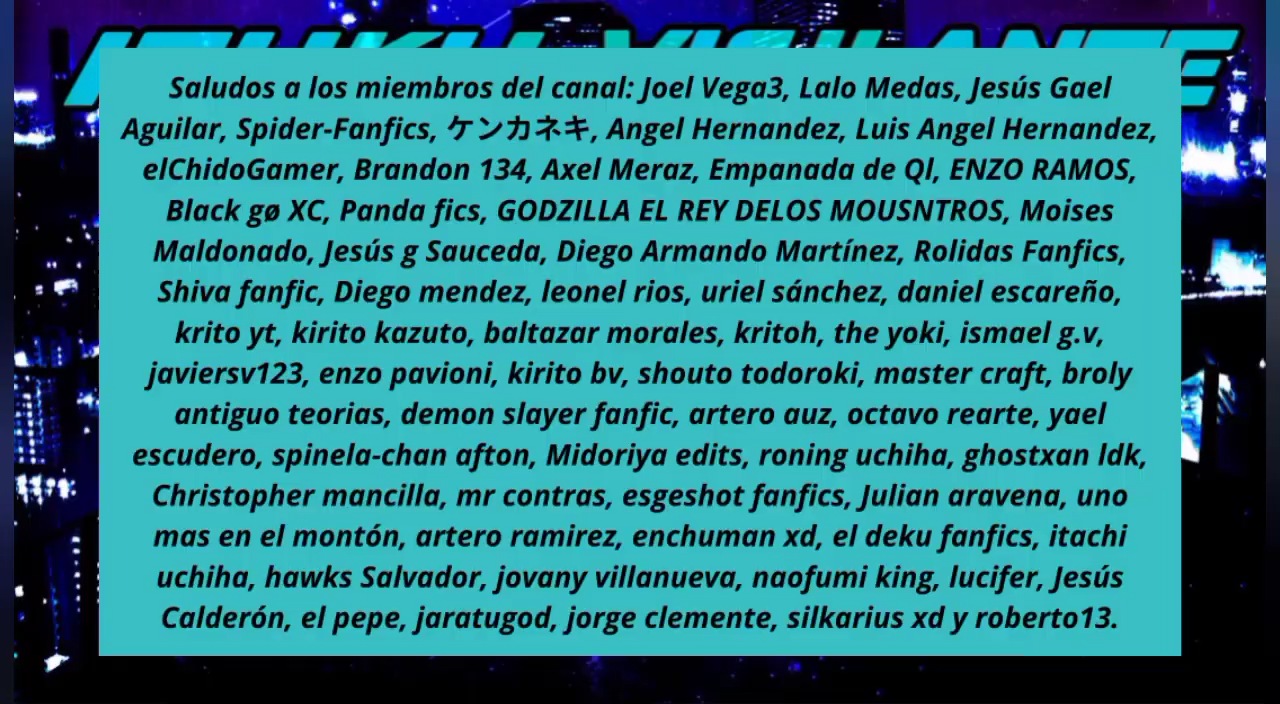 IZUKU VIGILANTE
Saludos a los miembros del canal: Joel Vega3, Lalo Medas, Jesús Gael
Aguilar, Spider-Fanfics, ケンカネキ, Angel Hernandez, Luis Angel Hernandez,
elChidoGamer, Brandon 134, Axel Meraz, Empanada de Ql, ENZO RAMOS,
Black gø XC, Panda fics, GODZILLA EL REY DELOS MOUSNTROS, Moises
Maldonado, Jesús g Sauceda, Diego Armando Martínez, Rolidas Fanfics,
Shiva fanfic, Diego mendez, leonel rios, uriel sánchez, daniel escareño,
krito yt, kirito kazuto, baltazar morales, kritoh, the yoki, ismael g.v,
javiersv123, enzo pavioni, kirito bv, shouto todoroki, master craft, broly
antiguo teorias, demon slayer fanfic, artero auz, octavo rearte, yael
escudero, spinela-chan afton, Midoriya edits, roning uchiha, ghostxan ldk,
Christopher mancilla, mr contras, esgeshot fanfics, Julian aravena, uno
mas en el montón, artero ramirez, enchuman xd, el deku fanfics, itachi
uchiha, hawks Salvador, jovany villanueva, naofumi king, lucifer, Jesús
Calderón, el pepe, jaratugod, jorge clemente, silkarius xd y roberto13.